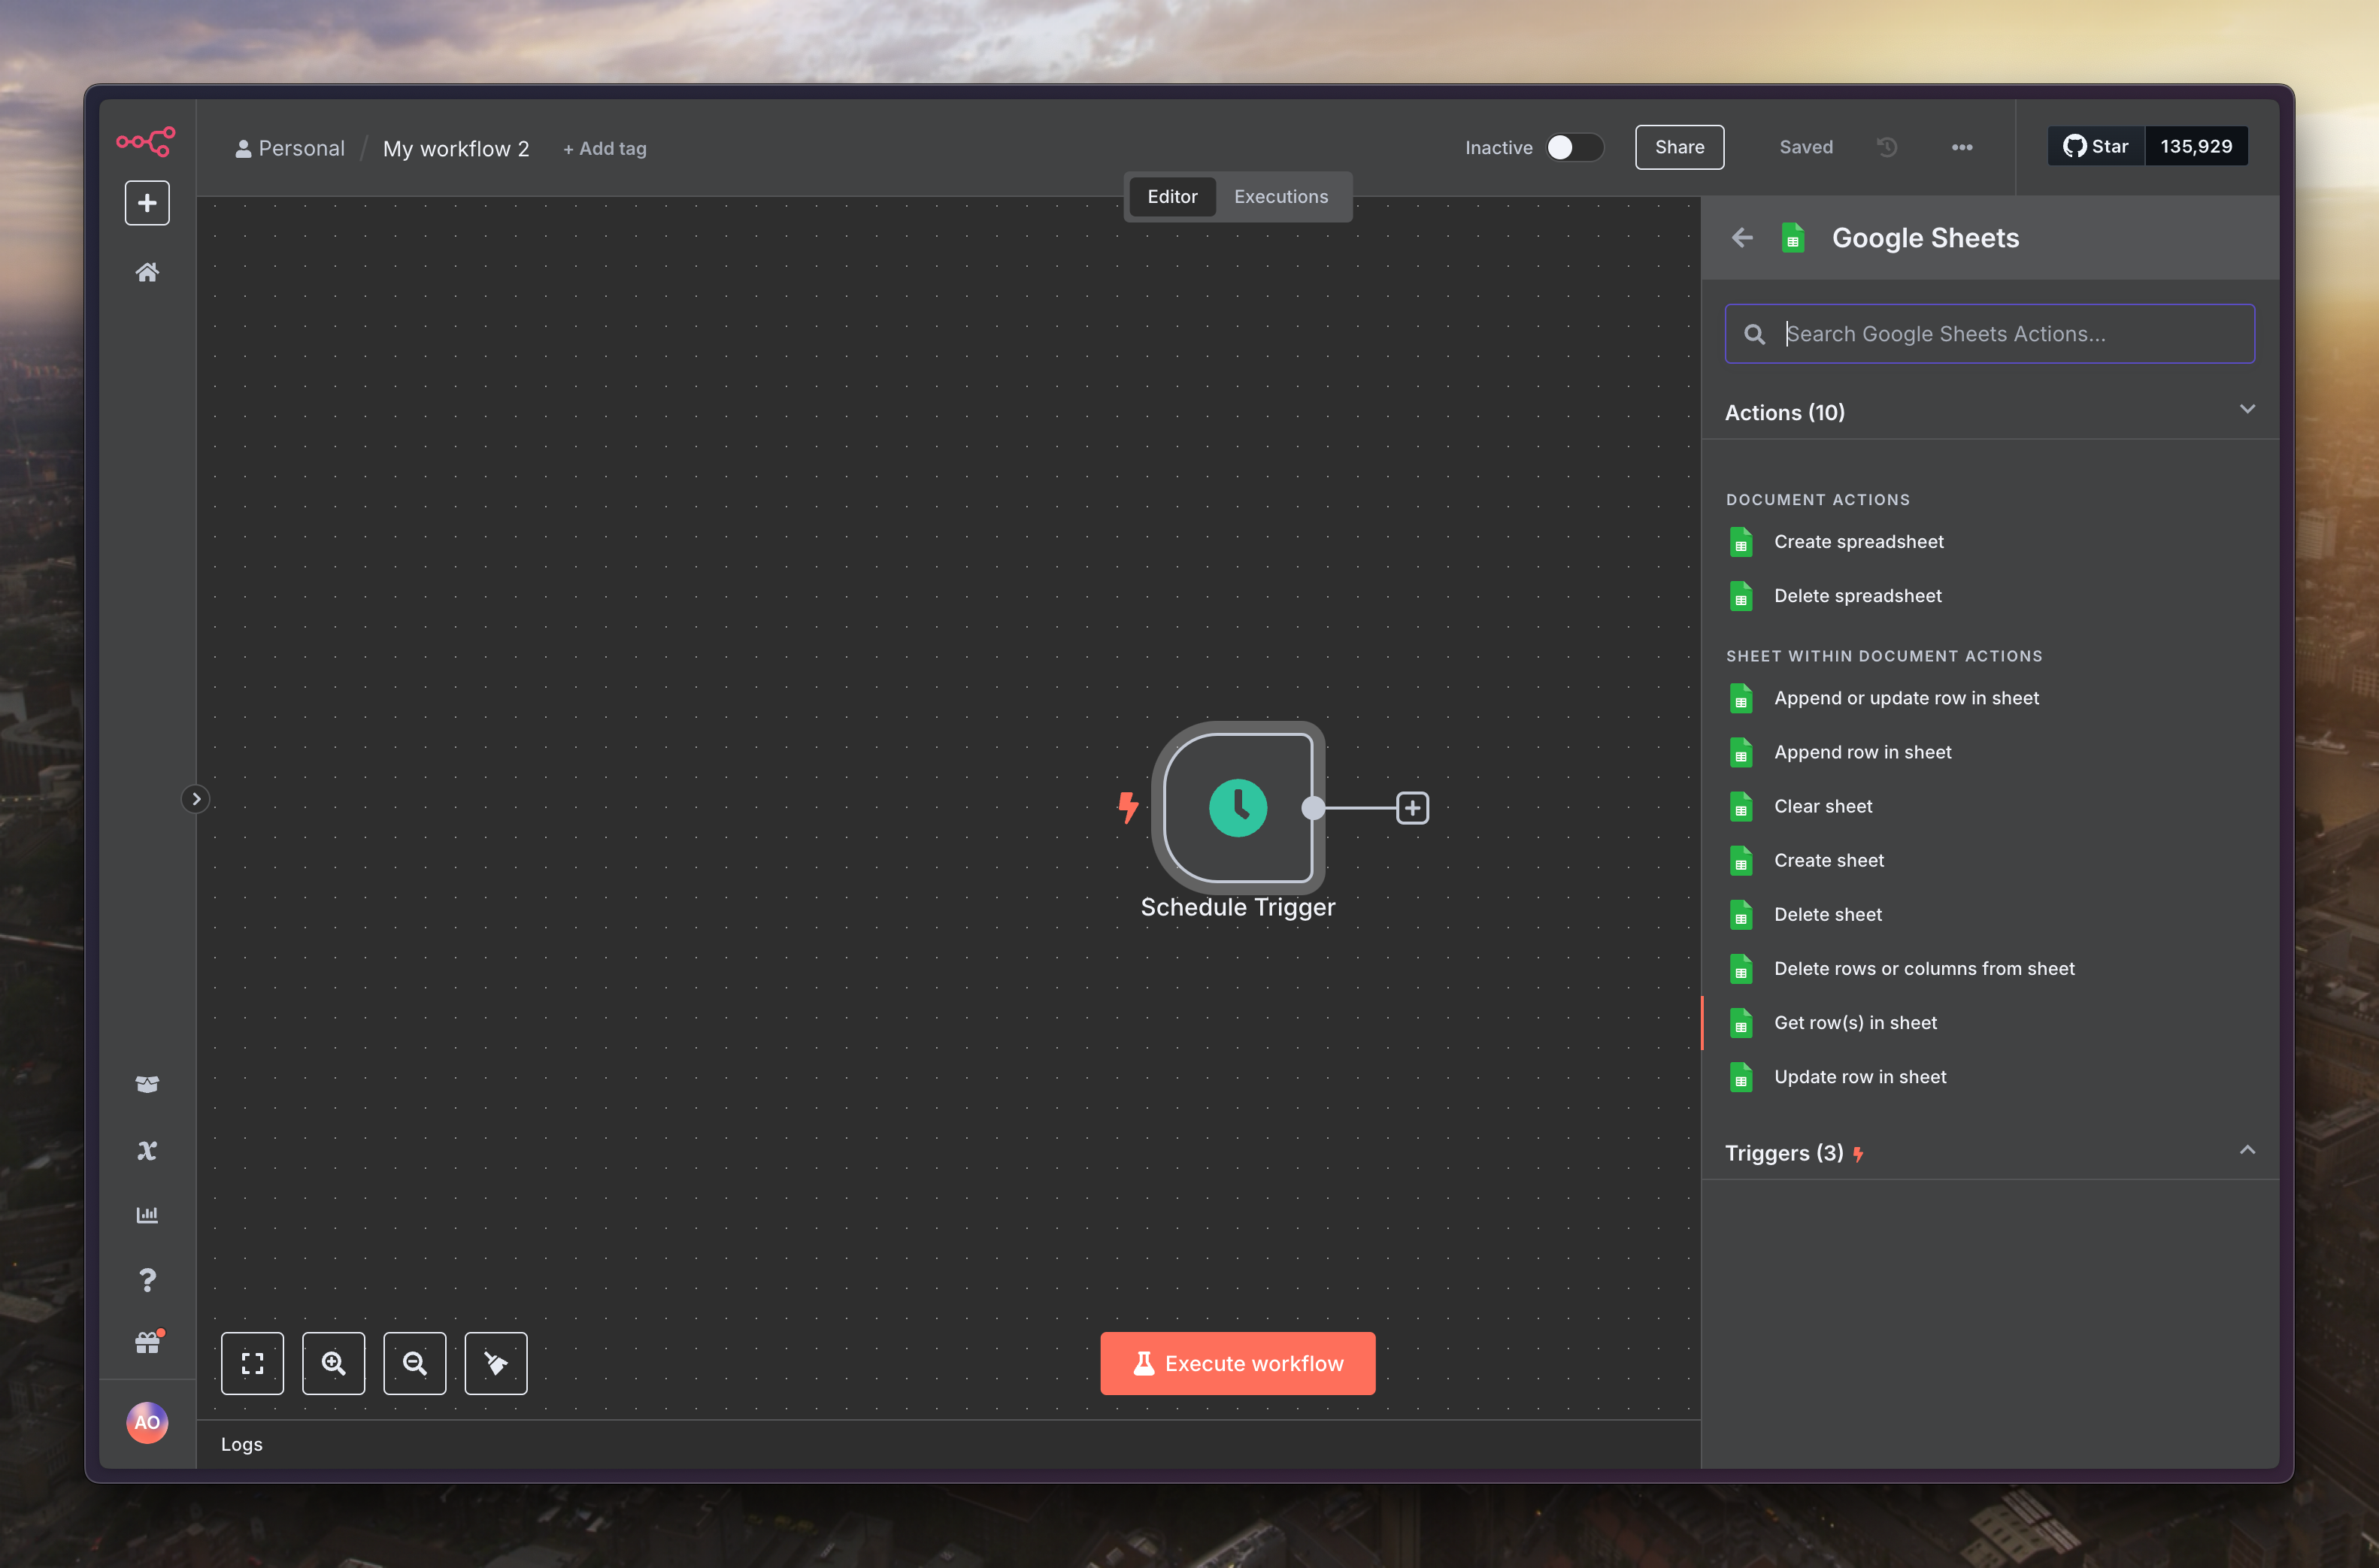 Personal / My workflow 2 + Add tag
Inactive
Share
Saved
Star 135,929
Editor Executions
Google Sheets
Search Google Sheets Actions...
Actions (10)
DOCUMENT ACTIONS
Create spreadsheet
Delete spreadsheet
SHEET WITHIN DOCUMENT ACTIONS
Append or update row in sheet
Append row in sheet
Clear sheet
Create sheet
Delete sheet
Delete rows or columns from sheet
Get row(s) in sheet
Update row in sheet
Triggers (3)
Schedule Trigger
Execute workflow
AO
Logs